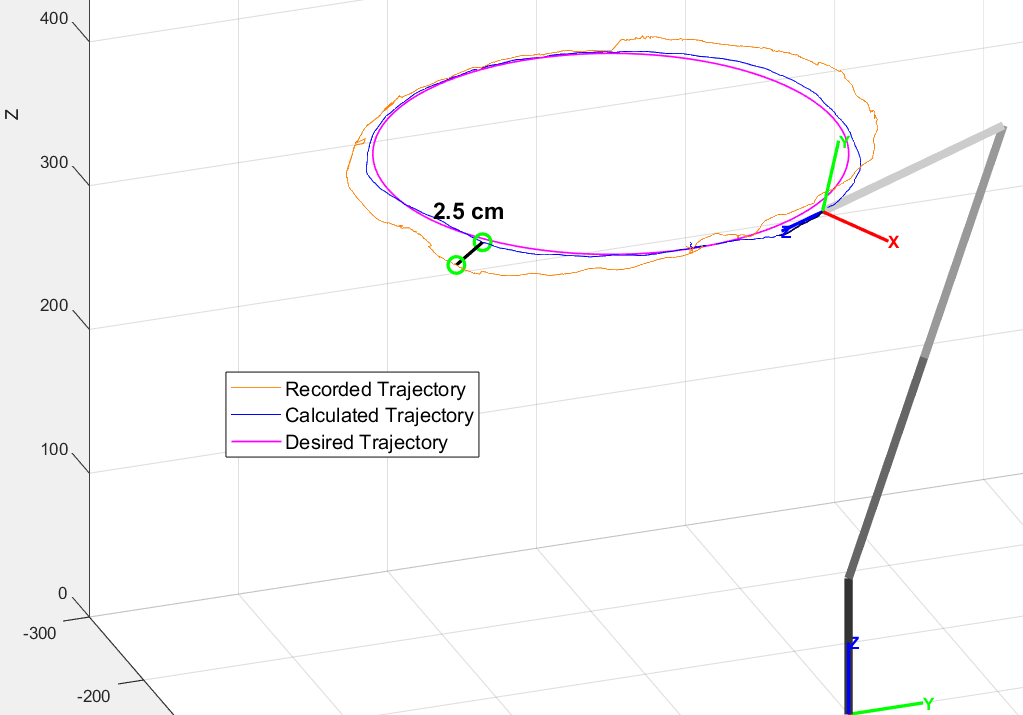 400
Z
300
200
100
0
-300
-200
2.5 cm
Y
Z
X
Recorded Trajectory
Calculated Trajectory
Desired Trajectory
Z
Y